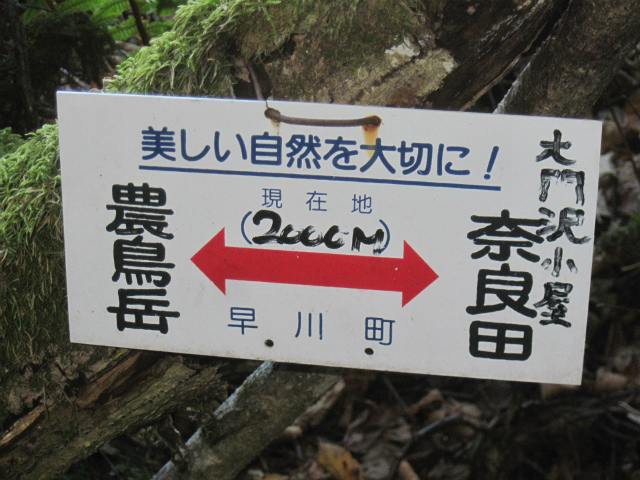 美しい自然を大切に!
現在地
(2000M)
農鳥岳
大門沢小屋
奈良田
早川町